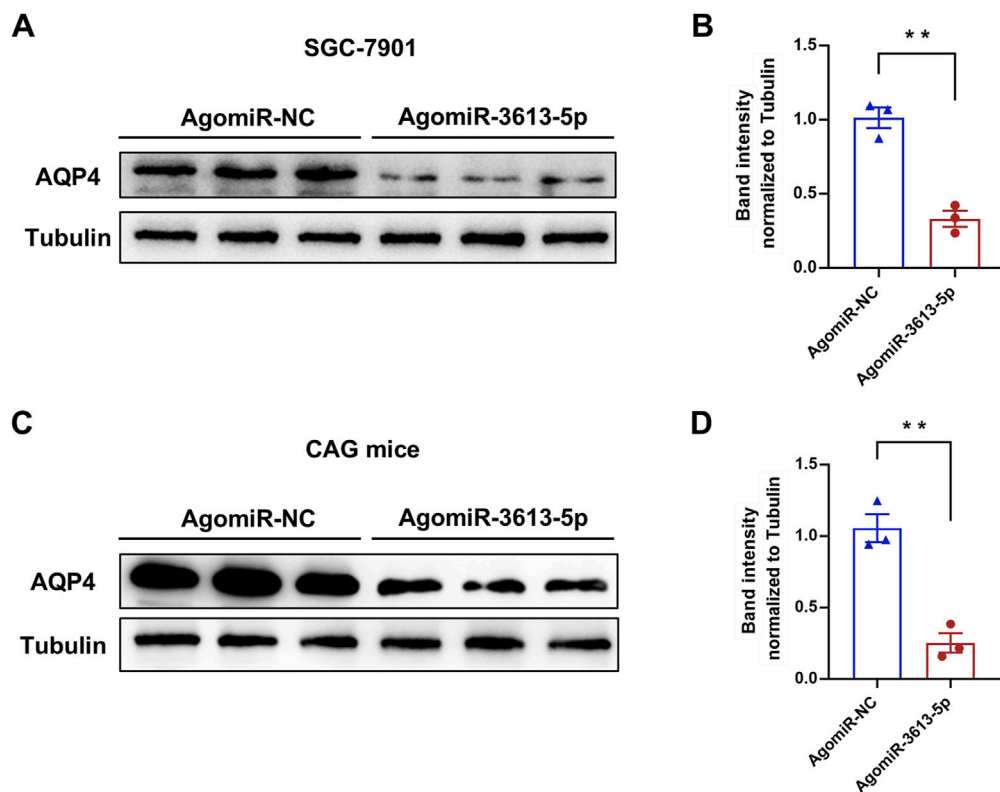 A
SGC-7901
AgomiR-NC AgomiR-3613-5p
AQP4
Tubulin
B
Band intensity
normalized to Tubulin
1.5
1.0
0.5
0.0
**
AgomiR-NC
AgomiR-3613-5p
C
CAG mice
AgomiR-NC AgomiR-3613-5p
AQP4
Tubulin
D
Band intensity
normalized to Tubulin
1.5
1.0
0.5
0.0
**
AgomiR-NC
AgomiR-3613-5p